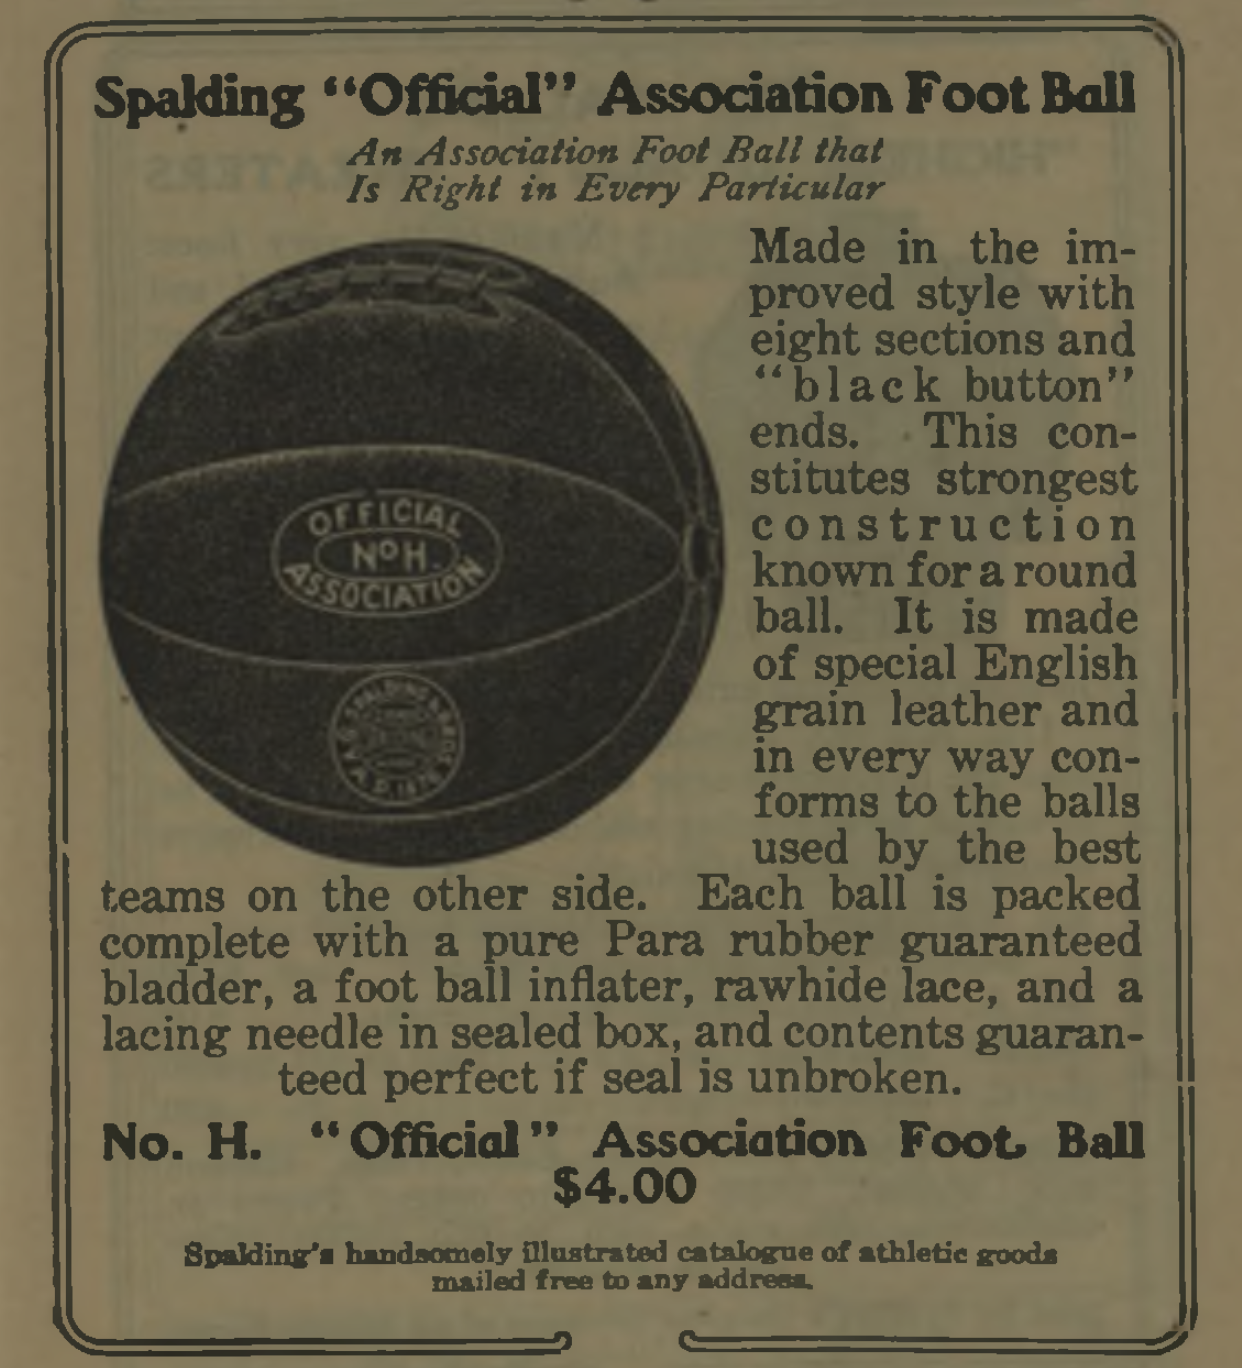 Spalding "Official" Association Foot Ball
An Association Foot Ball that
Is Right in Every Particular
Made in the im-
proved style with
eight sections and
"black button"
ends. This con-
stitutes strongest
construction
known for a round
ball. It is made
of special English
grain leather and
in every way con-
forms to the balls
used by the best
teams on the other side. Each ball is packed
complete with a pure Para rubber guaranteed
bladder, a foot ball inflater, rawhide lace, and a
lacing needle in sealed box, and contents guaran-
teed perfect if seal is unbroken.
OFFICIAL
No H.
ASSOCIATION
A.G. SPALDING & BROS.
No. H. "Official" Association Foot Ball
$4.00
Spalding's handsomely illustrated catalogue of athletic goods
mailed free to any address.